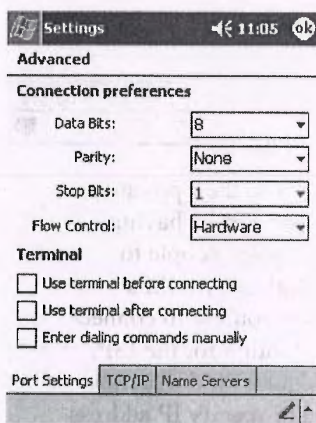 Settings 11:05 ok
Advanced
Connection preferences
Data Bits: 8
Parity: None
Stop Bits: 1
Flow Control: Hardware
Terminal
Use terminal before connecting
Use terminal after connecting
Enter dialing commands manually
Port Settings TCP/IP Name Servers